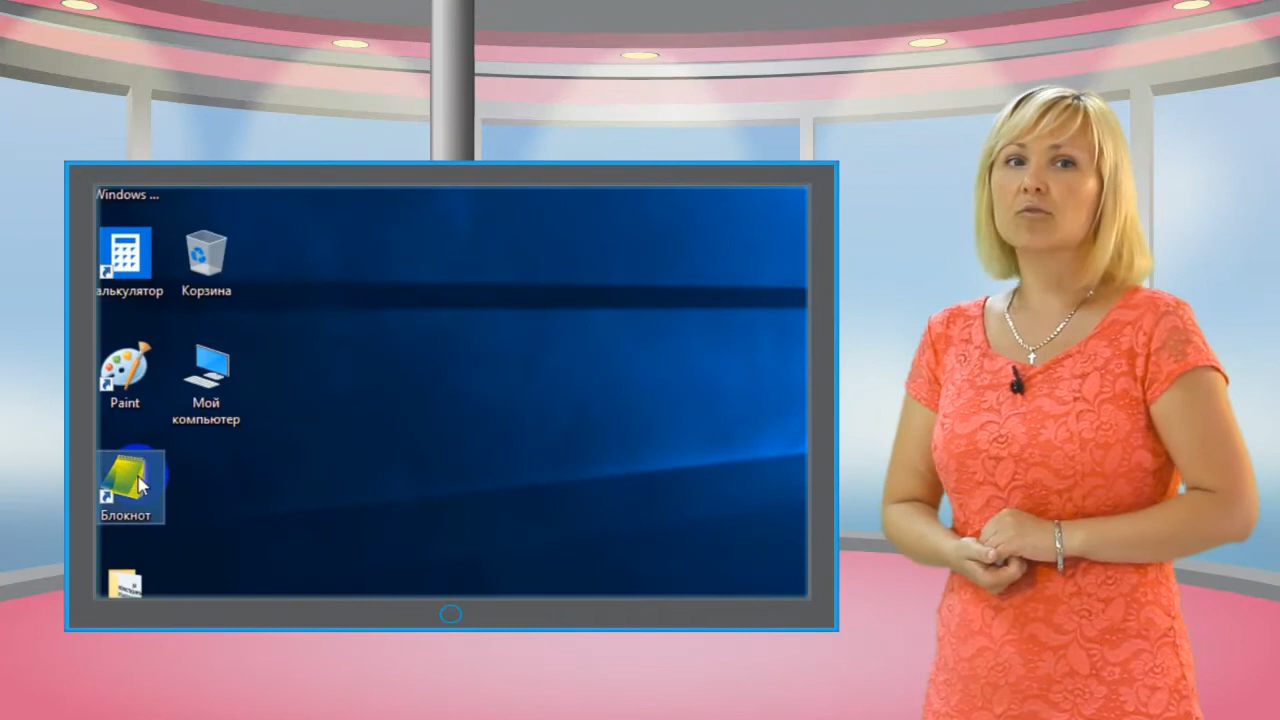 Windows ...
алькулятор
Корзина
Paint
Мой
компьютер
Блокнот